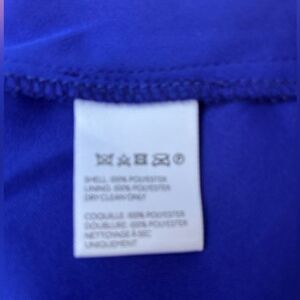 SHELL: 100% POLYESTER
LINING: 100% POLYESTER
DRY CLEAN ONLY
COQUILLE: 100% POLYESTER
DOUBLURE: 100% POLYESTER
NETTOYAGE À SEC
UNIQUEMENT